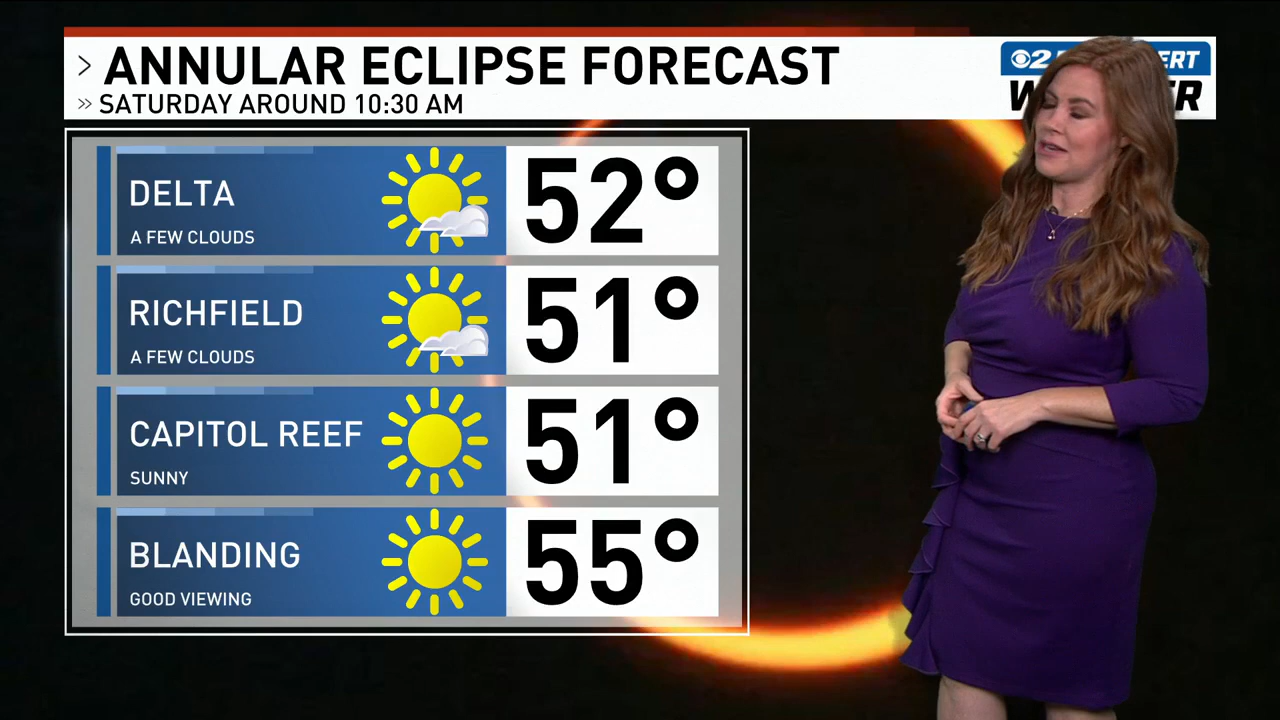 > ANNULAR ECLIPSE FORECAST
>> SATURDAY AROUND 10:30 AM
2
DELTA
A FEW CLOUDS
52°
RICHFIELD
A FEW CLOUDS
51°
CAPITOL REEF
SUNNY
51°
BLANDING
GOOD VIEWING
55°